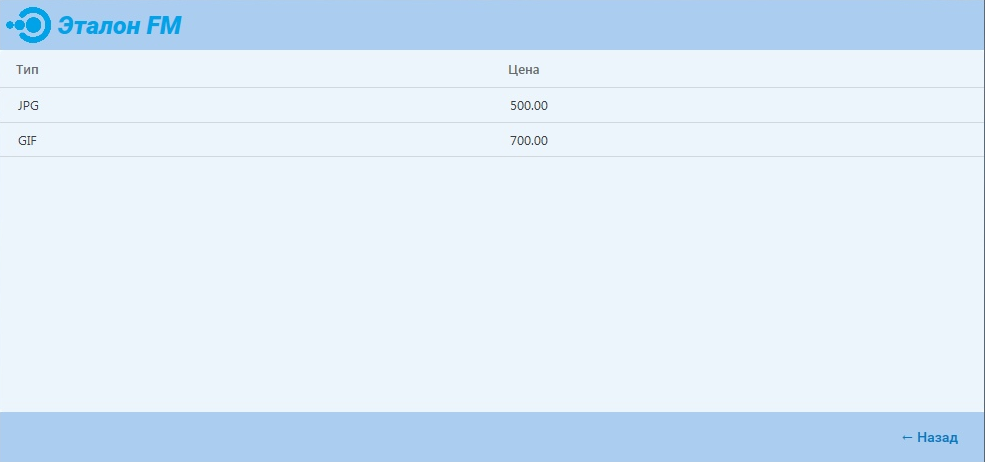 Эталон FM
Тип Цена
JPG 500.00
GIF 700.00
← Назад